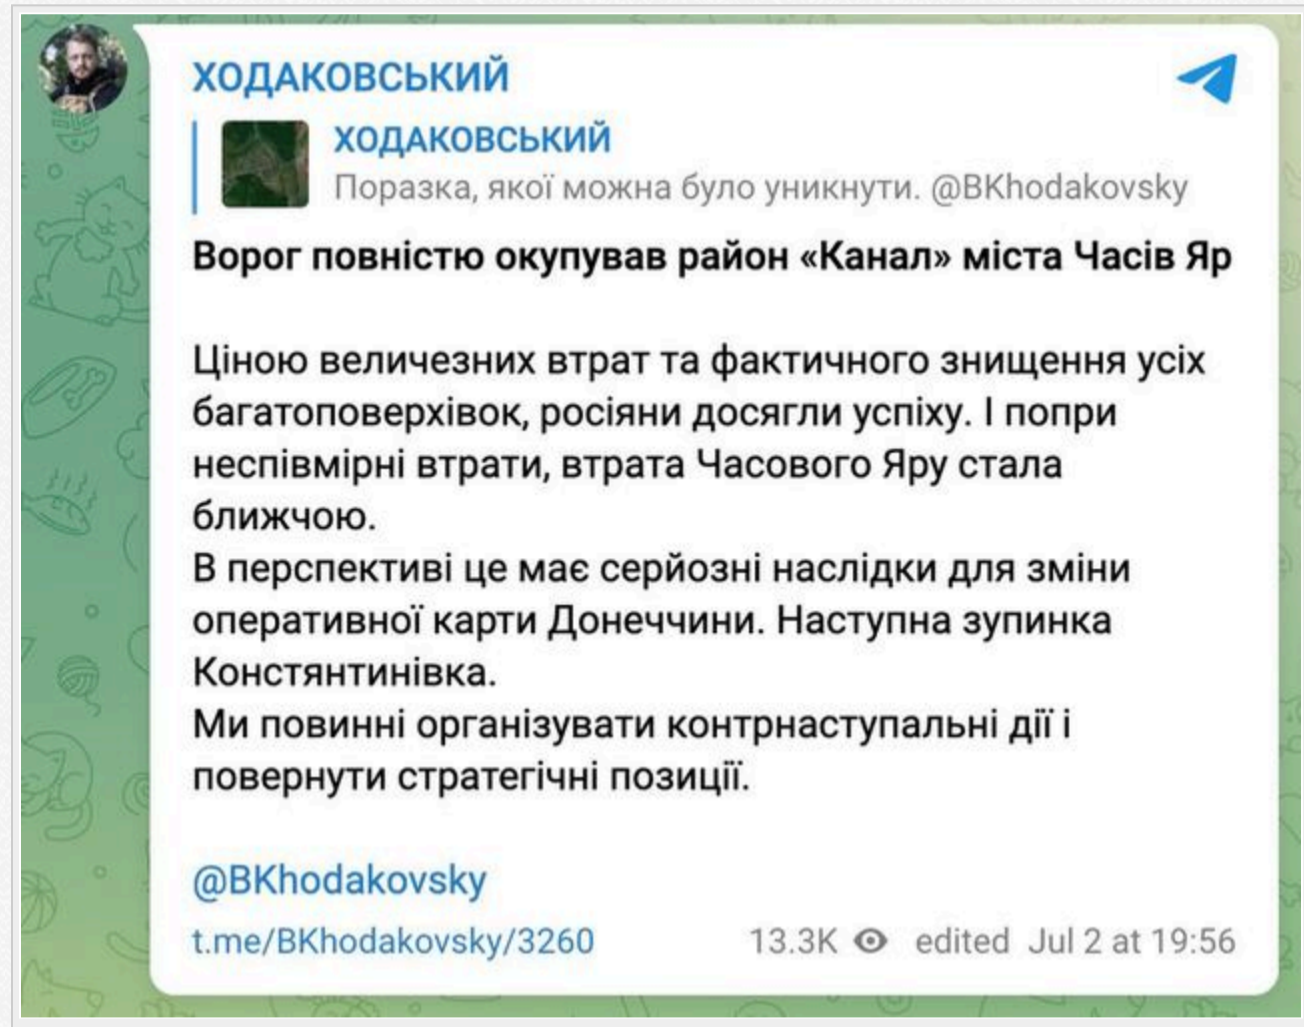 ХОДАКОВСЬКИЙ
ХОДАКОВСЬКИЙ
Поразка, якої можна було уникнути. @BKhodakovsky
Ворог повністю окупував район «Канал» міста Часів Яр
Ціною величезних втрат та фактичного знищення усіх
багатоповерхівок, росіяни досягли успіху. І попри
неспівмірні втрати, втрата Часового Яру стала
ближчою.
В перспективі це має серйозні наслідки для зміни
оперативної карти Донеччини. Наступна зупинка
Констянтинівка.
Ми повинні організувати контрнаступальні дії і
повернути стратегічні позиції.
@BKhodakovsky
t.me/BKhodakovsky/3260 13.3K edited Jul 2 at 19:56